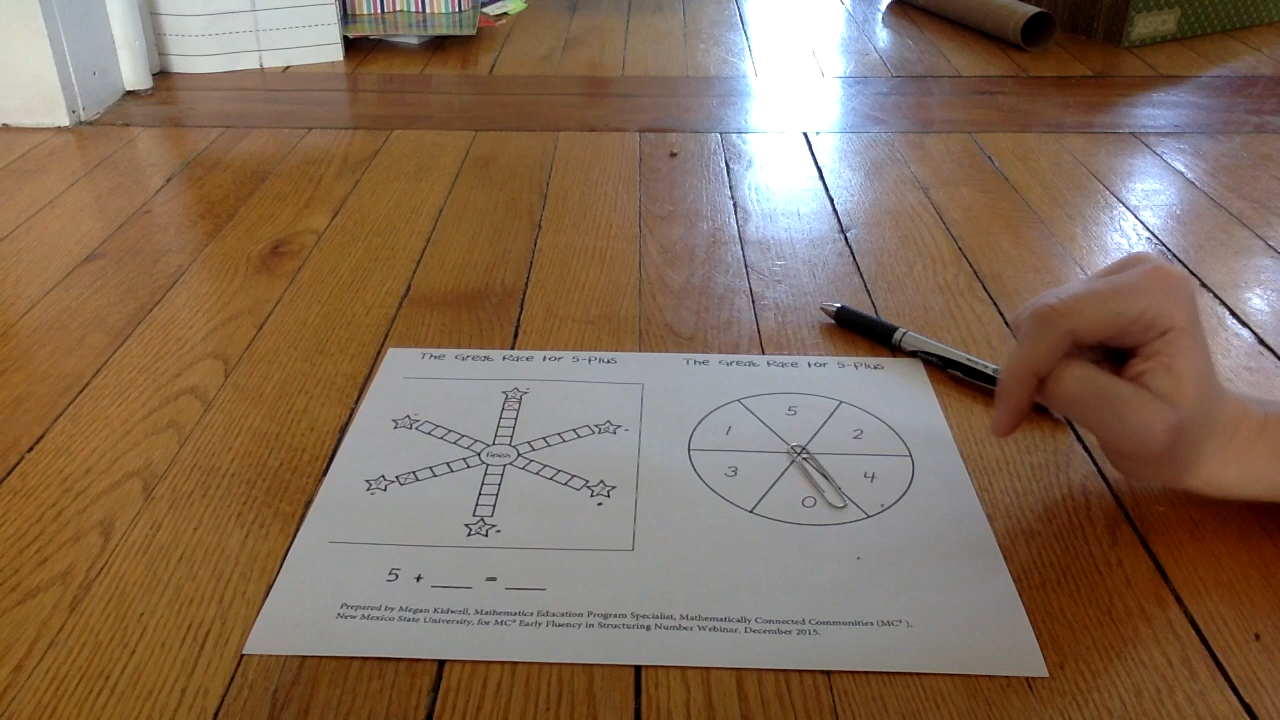 The Great Race for 5-Plus
The Great Race for 5-Plus
Finish
5
1
2
3
4
0
5 + ___ = ___
Prepared by Megan Kidwell, Mathematics Education Program Specialist, Mathematically Connected Communities (MC² ),
New Mexico State University, for MC² Early Fluency in Structuring Number Webinar, December 2015.